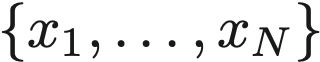 {x_1, . . . , x_N}